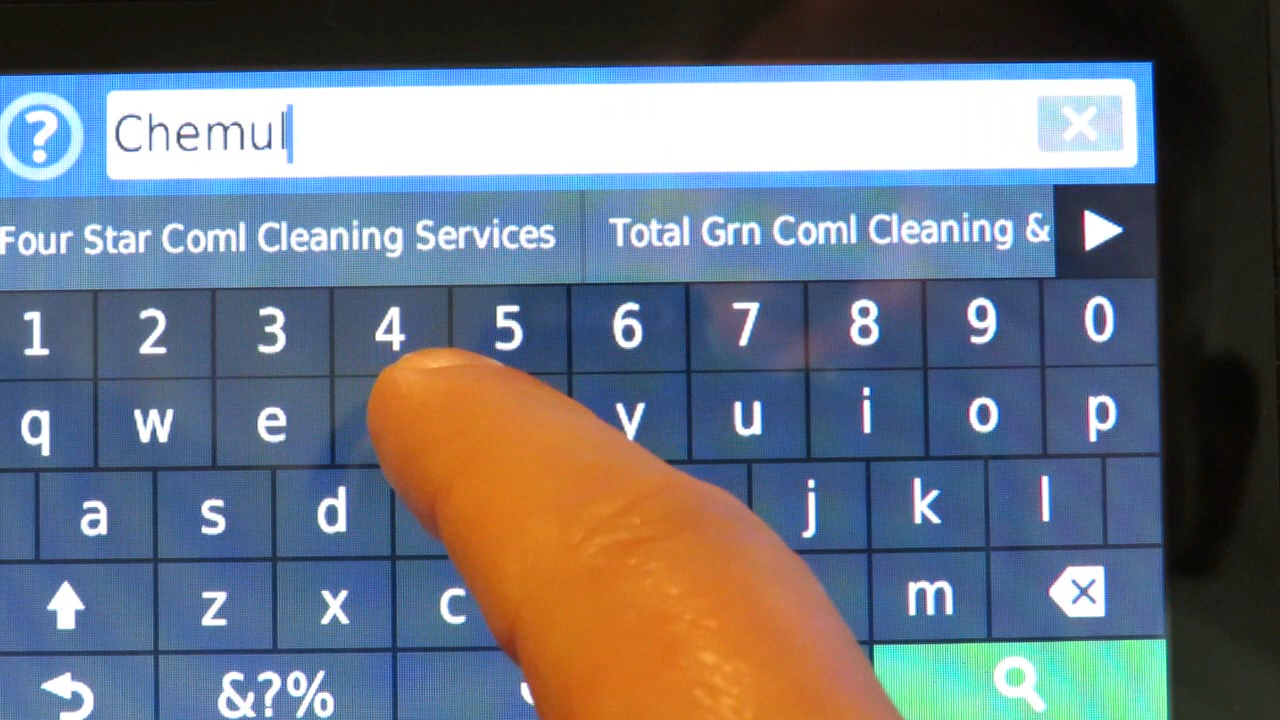 ?
Chemul
Four Star Coml Cleaning Services
Total Grn Coml Cleaning &
1 2 3 4 5 6 7 8 9 0
q w e y u i o p
a s d j k l
z x c m
&?%